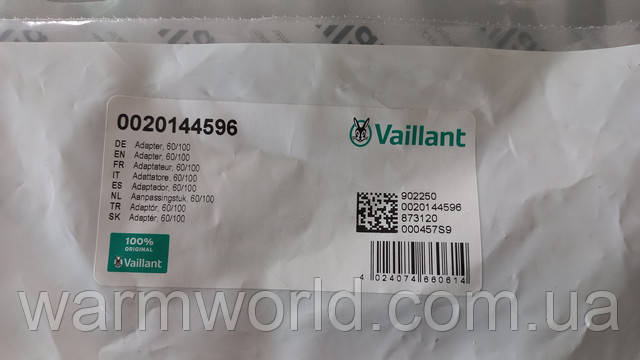 0020144596
DE Adapter, 60/100
EN Adapter, 60/100
FR Adaptateur, 60/100
IT Adattatore, 60/100
ES Adaptador, 60/100
NL Aanpassingstuk, 60/100
TR Adaptör, 60/100
SK Adaptér, 60/100
100%
ORIGINAL
Vaillant
Vaillant
902250
0020144596
873120
000457S9
4 024074 660614
warmworld.com.ua